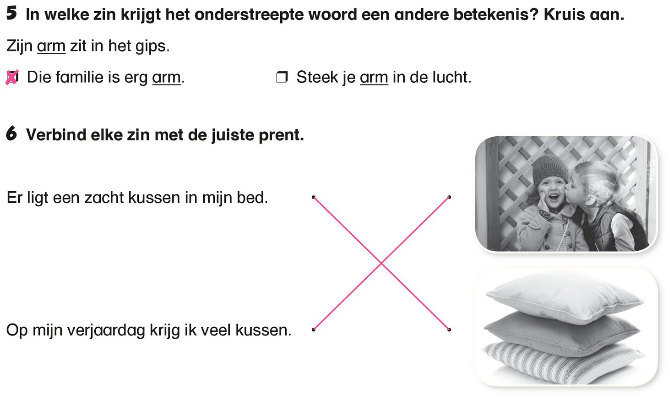 5 In welke zin krijgt het onderstreepte woord een andere betekenis? Kruis aan.
Zijn arm zit in het gips.
Die familie is erg arm.
Steek je arm in de lucht.
6 Verbind elke zin met de juiste prent.
Er ligt een zacht kussen in mijn bed.
Op mijn verjaardag krijg ik veel kussen.